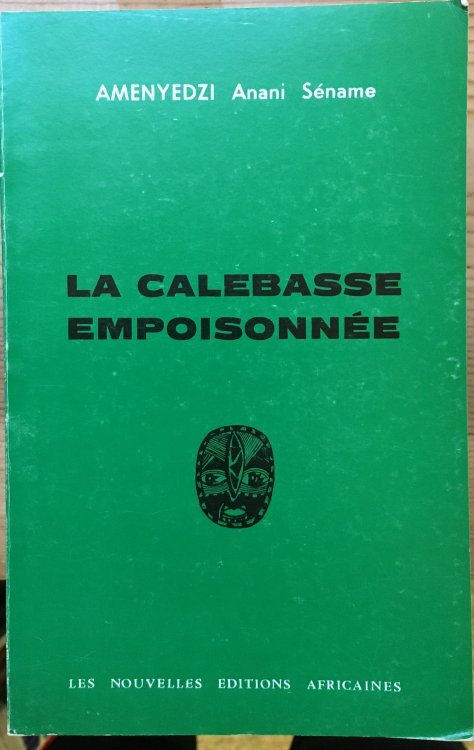 AMENYEDZI Anani Séname
LA CALEBASSE
EMPOISONNÉE
LES NOUVELLES EDITIONS AFRICAINES